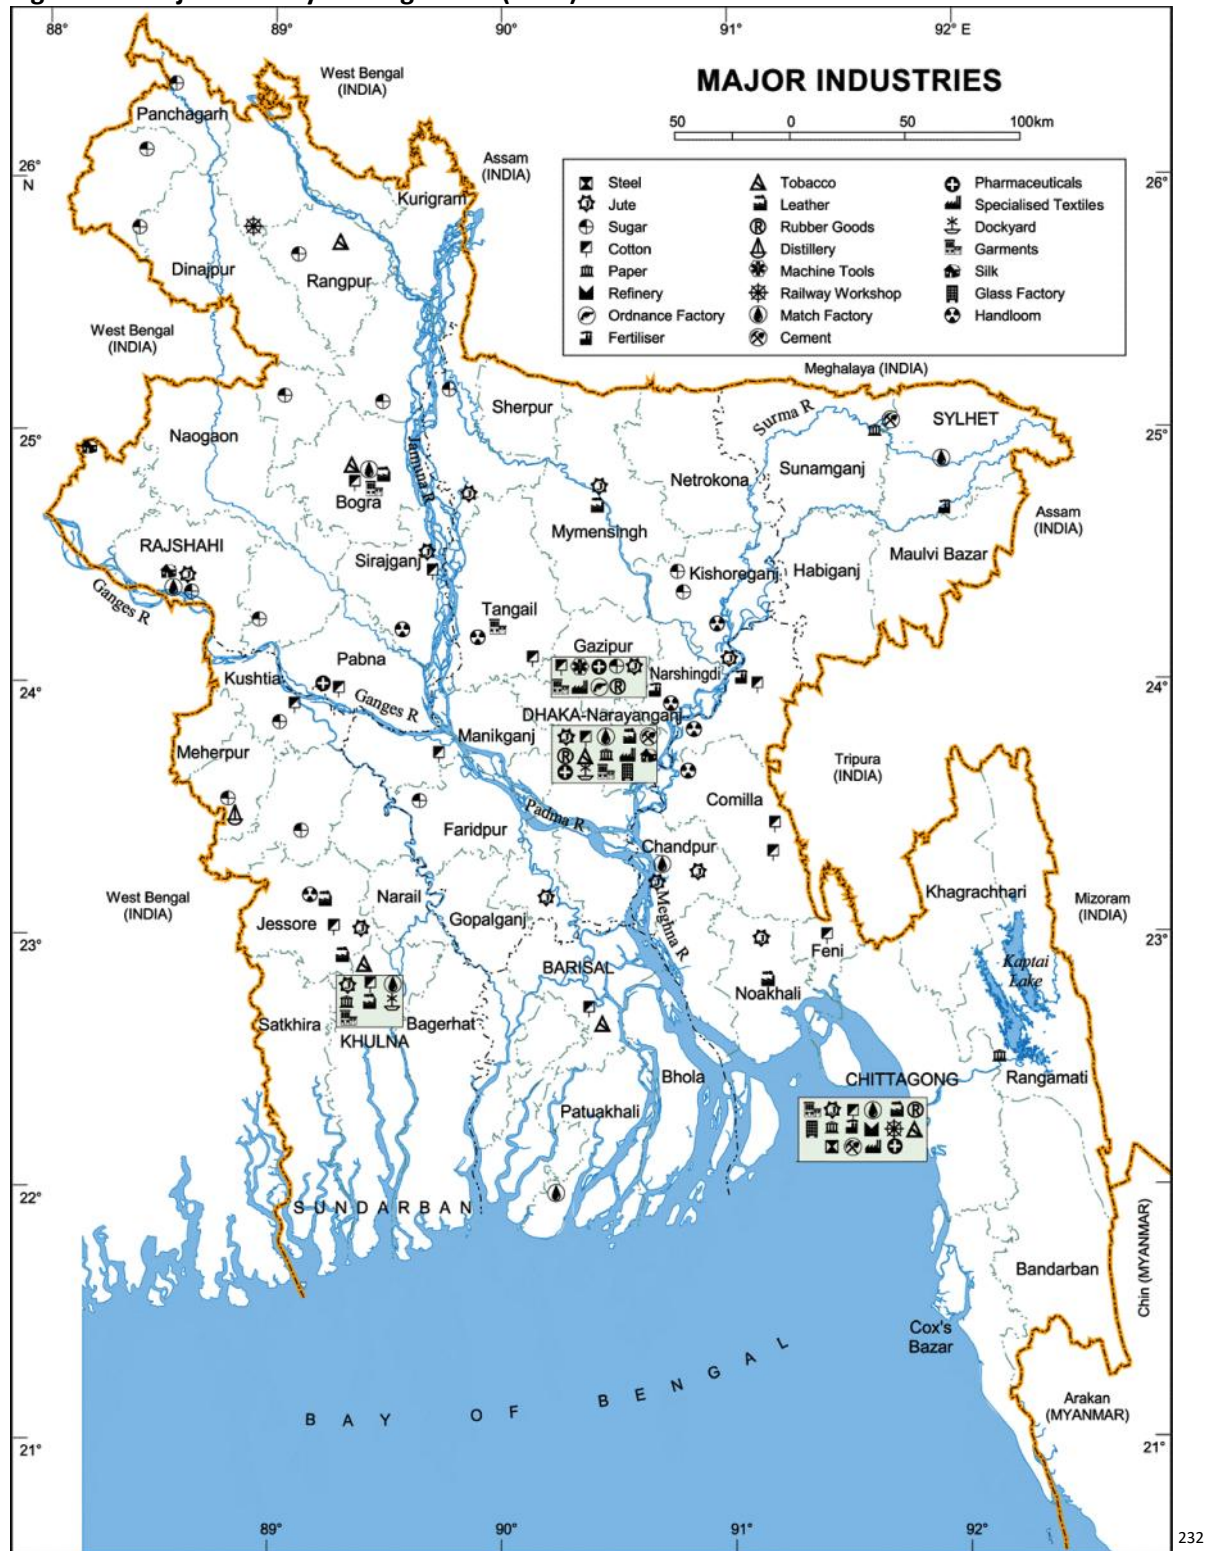 88°
89°
90°
91°
92° E
MAJOR INDUSTRIES
50
0
50
100km
West Bengal
(INDIA)
Panchagarh
Assam
(INDIA)
26°
N
26°
Steel
Jute
Sugar
Cotton
Paper
Refinery
Ordnance Factory
Fertiliser
Tobacco
Leather
Rubber Goods
Distillery
Machine Tools
Railway Workshop
Match Factory
Cement
Pharmaceuticals
Specialised Textiles
Dockyard
Garments
Silk
Glass Factory
Handloom
Kurigram
Dinajpur
Rangpur
West Bengal
(INDIA)
Meghalaya (INDIA)
Sherpur
Surma R
SYLHET
25°
25°
Naogaon
Jamuna R
Netrokona
Sunamganj
Bogra
Assam
(INDIA)
Mymensingh
RAJSHAHI
Sirajganj
Kishoreganj
Habiganj
Maulvi Bazar
Ganges R
Tangail
Gazipur
Pabna
Narshingdi
24°
24°
Kushtia
Ganges R
DHAKA-Narayanganj
Manikganj
Meherpur
Tripura
(INDIA)
Comilla
Padma R
Faridpur
Chandpur
West Bengal
(INDIA)
Khagrachhari
Mizoram
(INDIA)
Narail
Jessore
Gopalganj
Meghna R
23°
23°
Feni
Kaptai
Lake
BARISAL
Noakhali
Satkhira
Bagerhat
KHULNA
Bhola
CHITTAGONG
Rangamati
Patuakhali
22°
SUNDARBAN
Chin (MYANMAR)
Bandarban
Cox's
Bazar
BAY OF BENGAL
Arakan
(MYANMAR)
21°
21°
89°
90°
91°
92°
232